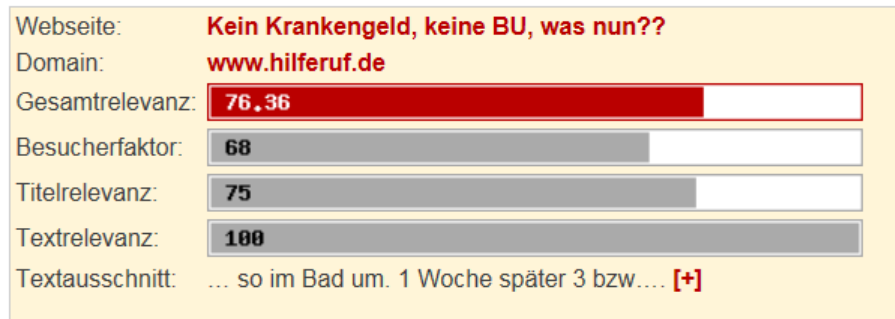 Webseite: Kein Krankengeld, keine BU, was nun??
Domain: www.hilferuf.de
Gesamtrelevanz: 76.36
Besucherfaktor: 68
Titelrelevanz: 75
Textrelevanz: 100
Textausschnitt: ... so im Bad um. 1 Woche später 3 bzw.... [+]